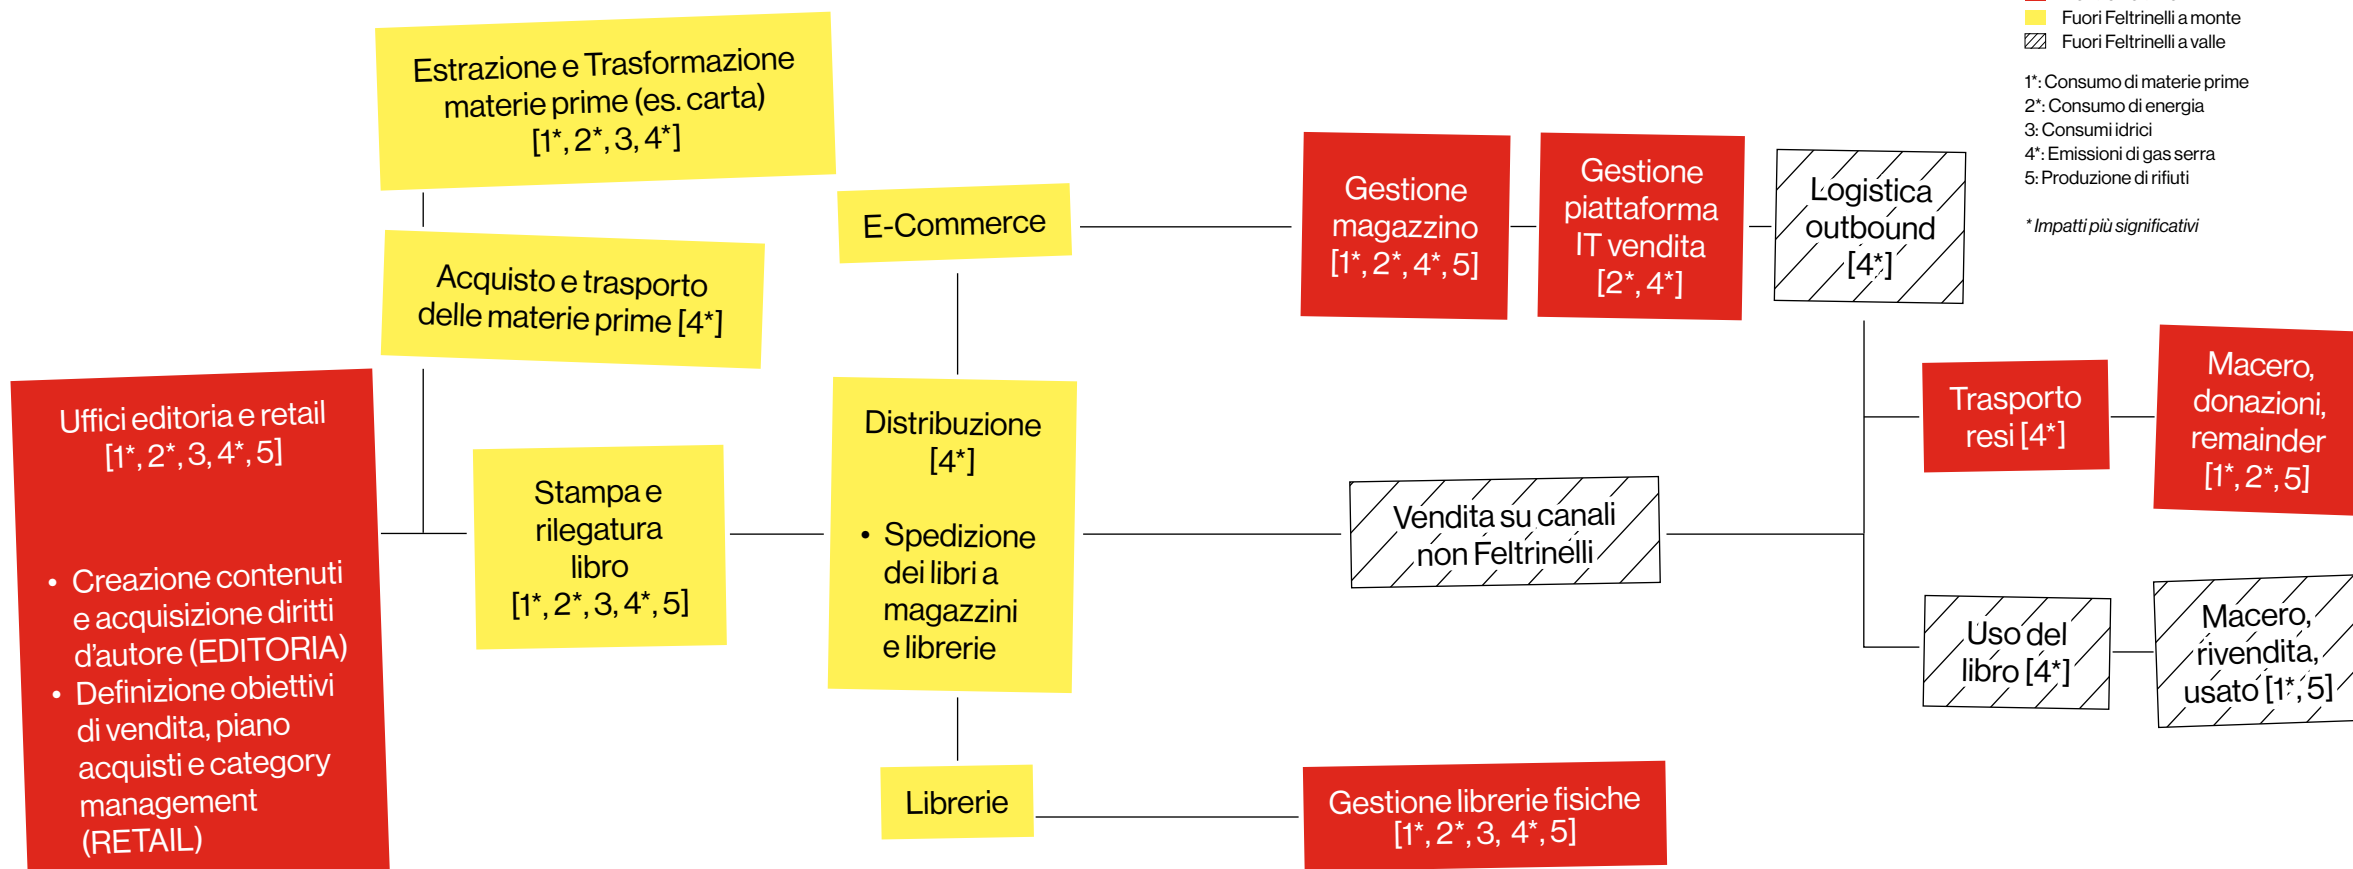 Fuori Feltrinelli a monte
Fuori Feltrinelli a valle
1*: Consumo di materie prime
2*: Consumo di energia
3: Consumi idrici
4*: Emissioni di gas serra
5: Produzione di rifiuti
* Impatti più significativi
Estrazione e Trasformazione
materie prime (es. carta)
[1*, 2*, 3, 4*]
Acquisto e trasporto
delle materie prime [4*]
Uffici editoria e retail
[1*, 2*, 3, 4*, 5]
• Creazione contenuti
e acquisizione diritti
d'autore (EDITORIA)
• Definizione obiettivi
di vendita, piano
acquisti e category
management
(RETAIL)
Stampa e
rilegatura
libro
[1*, 2*, 3, 4*, 5]
E-Commerce
Distribuzione
[4*]
• Spedizione
dei libri a
magazzini
e librerie
Librerie
Gestione
magazzino
[1*, 2*, 4*, 5]
Gestione
piattaforma
IT vendita
[2*, 4*]
Logistica
outbound
[4*]
Vendita su canali
non Feltrinelli
Gestione librerie fisiche
[1*, 2*, 3, 4*, 5]
Trasporto
resi [4*]
Macero,
donazioni,
remainder
[1*, 2*, 5]
Uso del
libro [4*]
Macero,
rivendita,
usato [1*, 5]